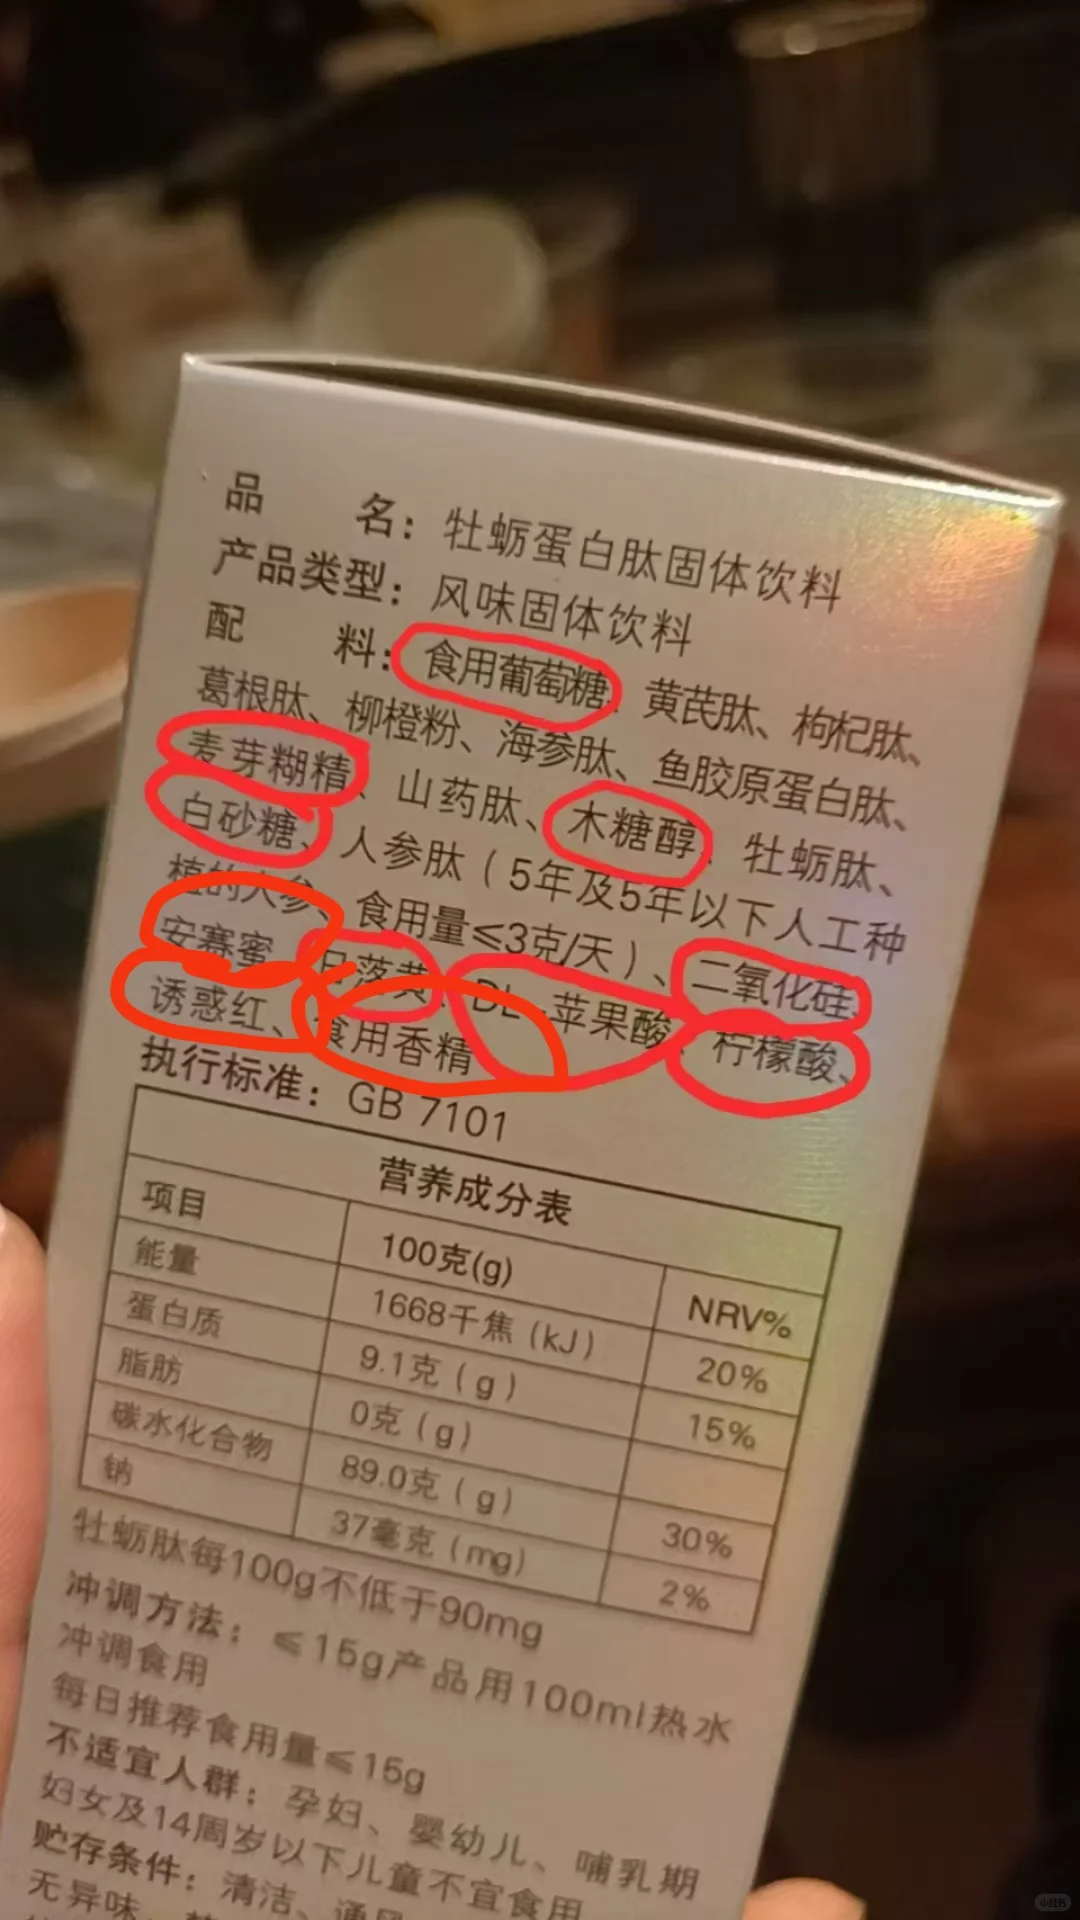 品 名：牡蛎蛋白肽固体饮料
产品类型：风味固体饮料
配 料：食用葡萄糖、黄芪肽、枸杞肽、
葛根肽、柳橙粉、海参肽、鱼胶原蛋白肽、
麦芽糊精、山药肽、木糖醇、牡蛎肽、
白砂糖、人参肽（5年及5年以下人工种
植的人参、食用量≤3克/天）、二氧化硅、
安赛蜜、日落黄、DL-苹果酸、柠檬酸、
诱惑红、食用香精
执行标准：GB 7101
营养成分表
项目 100克(g) NRV%
能量 1668千焦（kJ） 20%
蛋白质 9.1克（g） 15%
脂肪 0克（g）
碳水化合物 89.0克（g） 30%
钠 37毫克（mg） 2%
牡蛎肽每100g不低于90mg
冲调方法：≤15g产品用100ml热水
冲调食用
每日推荐食用量≤15g
不适宜人群：孕妇、婴幼儿、哺乳期
妇女及14周岁以下儿童不宜食用
贮存条件：清洁、通风
无异味、